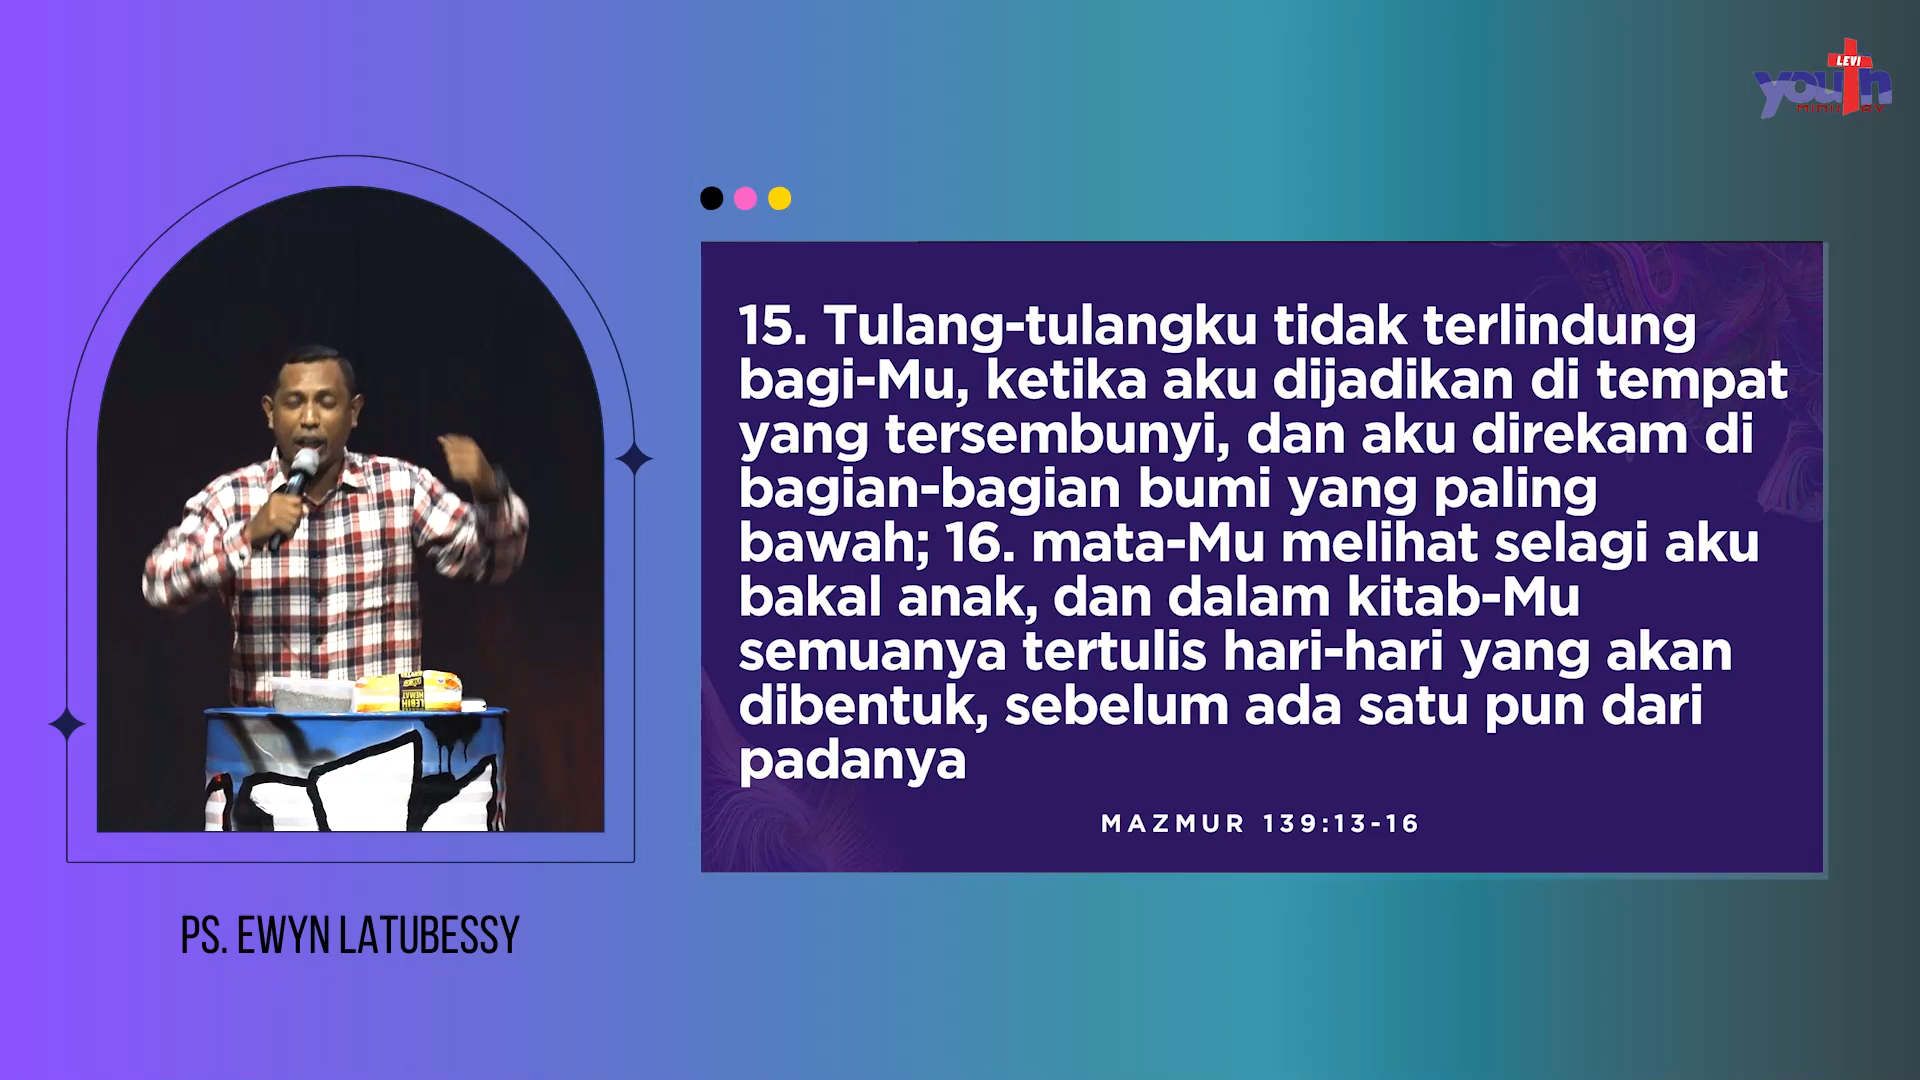 LEVI
youth
15. Tulang-tulangku tidak terlindung
bagi-Mu, ketika aku dijadikan di tempat
yang tersembunyi, dan aku direkam di
bagian-bagian bumi yang paling
bawah; 16. mata-Mu melihat selagi aku
bakal anak, dan dalam kitab-Mu
semuanya tertulis hari-hari yang akan
dibentuk, sebelum ada satu pun dari
padanya
MAZMUR 139:13-16
LEBIH
HEMAT
PS. EWYN LATUBESSY